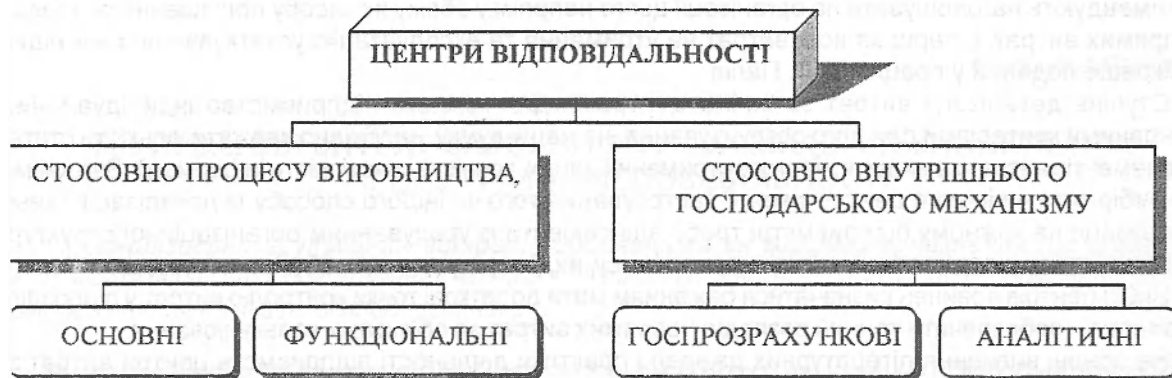 ЦЕНТРИ ВІДПОВІДАЛЬНОСТІ
СТОСОВНО ПРОЦЕСУ ВИРОБНИЦТВА,
СТОСОВНО ВНУТРІШНЬОГО
ГОСПОДАРСЬКОГО МЕХАНІЗМУ
ОСНОВНІ
ФУНКЦІОНАЛЬНІ
ГОСПРОЗРАХУНКОВІ
АНАЛІТИЧНІ